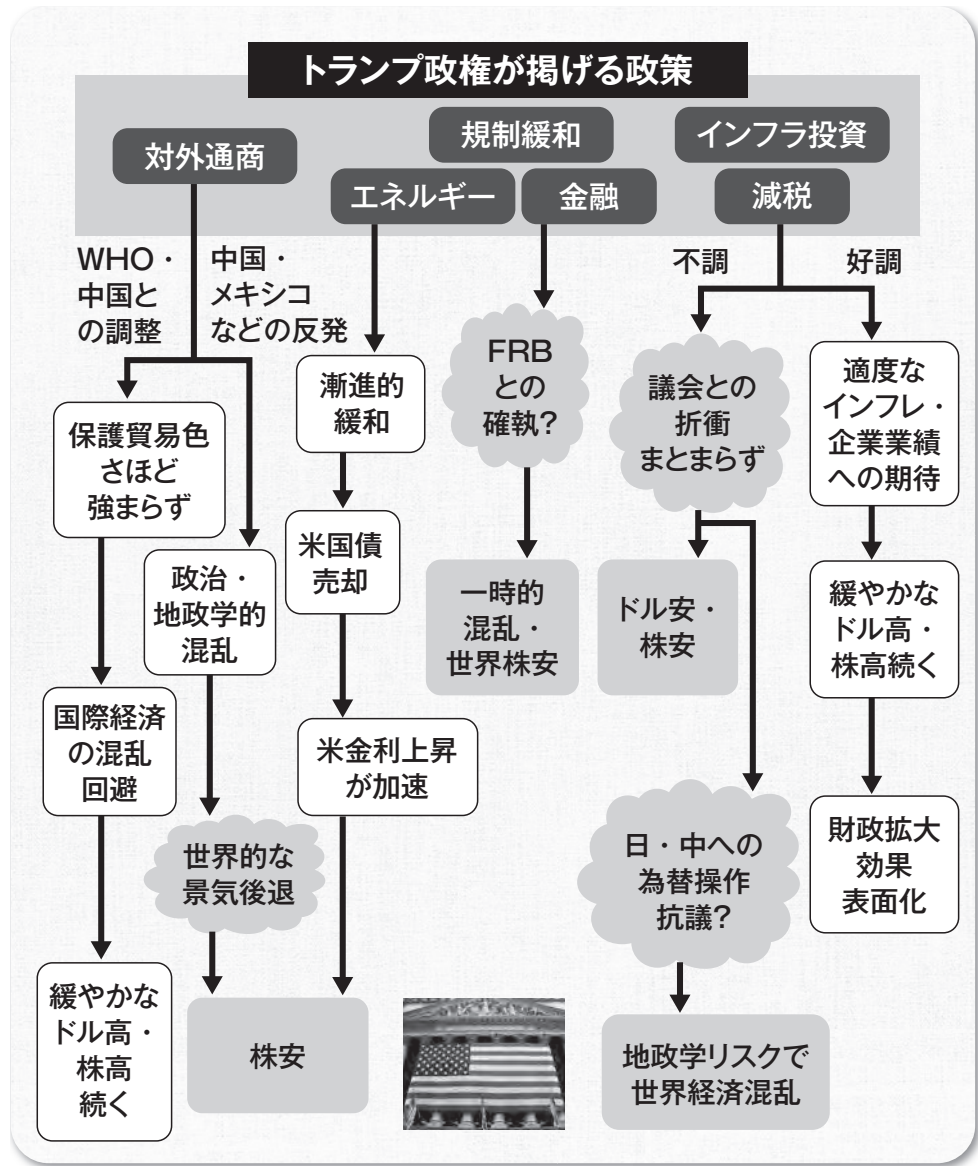 トランプ政権が掲げる政策
対外通商
規制緩和
エネルギー
金融
インフラ投資
減税
WHO・
中国と
の調整
中国・
メキシコ
などの反発
保護貿易色
さほど
強まらず
国際経済
の混乱
回避
緩やかな
ドル高・
株高
続く
政治・
地政学的
混乱
世界的な
景気後退
漸進的
緩和
米国債
売却
米金利上昇
が加速
株安
FRB
との
確執?
一時的
混乱・
世界株安
不調
好調
議会との
折衝
まとまらず
ドル安・
株安
日・中への
為替操作
抗議?
地政学リスクで
世界経済混乱
適度な
インフレ・
企業業績
への期待
緩やかな
ドル高・
株高続く
財政拡大
効果
表面化